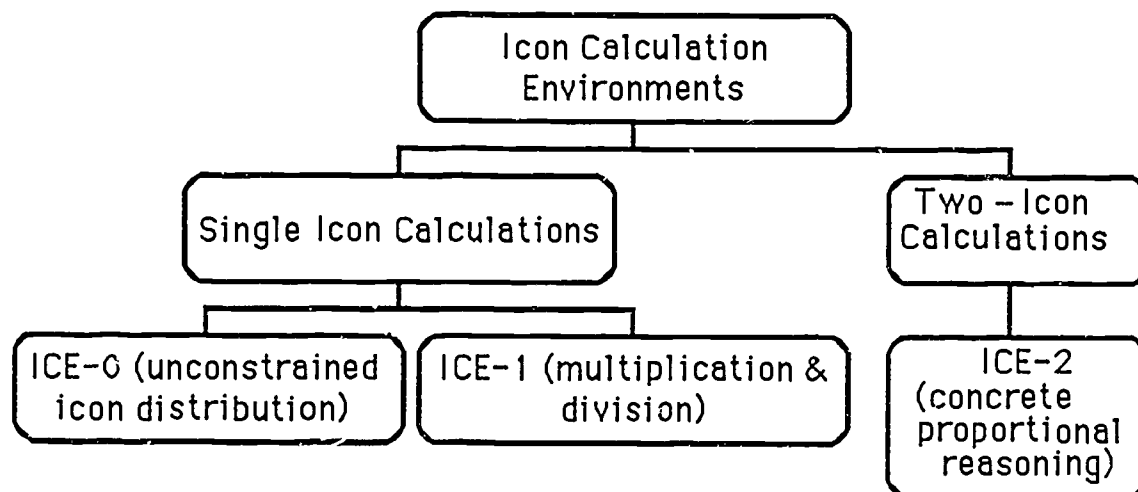 Icon Calculation
Environments
Single Icon Calculations
Two – Icon
Calculations
ICE-0 (unconstrained
icon distribution)
ICE-1 (multiplication &
division)
ICE-2
(concrete
proportional
reasoning)